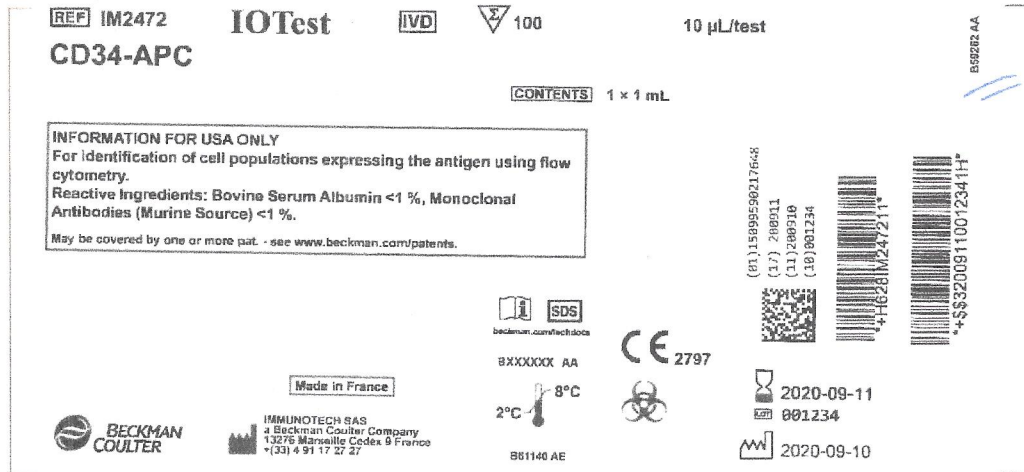 REF IM2472 IOTest IVD Σ 100 10 µL/test
CD34-APC
B59262 AA
CONTENTS 1 × 1 mL
INFORMATION FOR USA ONLY
For identification of cell populations expressing the antigen using flow
cytometry.
Reactive Ingredients: Bovine Serum Albumin <1 %, Monoclonal
Antibodies (Murine Source) <1 %.
May be covered by one or more pat. - see www.beckman.com/patents.
(01)15099590217648
(17) 200911
(11)200910
(10)001234
*+H628IM247211*
*+$$32009110012341H*
i SDS
beckman.com/techdocs
BXXXXXX AA
CE 2797
2°C 8°C
B61140 AE
Made in France
BECKMAN
COULTER
IMMUNOTECH SAS
a Beckman Coulter Company
13276 Marseille Cedex 9 France
+(33) 4 91 17 27 27
2020-09-11
LOT 001234
2020-09-10